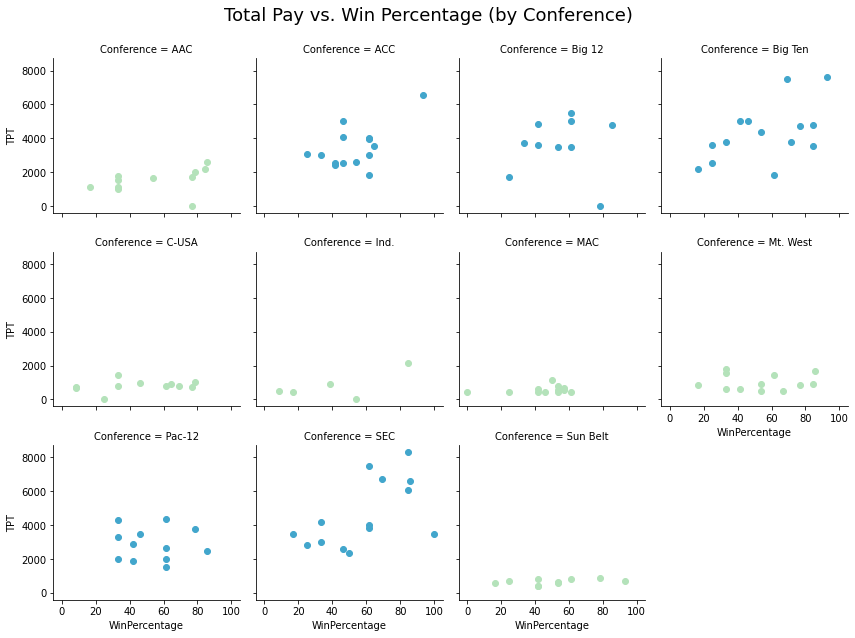 Total Pay vs. Win Percentage (by Conference)
Conference = AAC
Conference = ACC
Conference = Big 12
Conference = Big Ten
8000
6000
4000
2000
0
TPT
Conference = C-USA
Conference = Ind.
Conference = MAC
Conference = Mt. West
8000
6000
4000
2000
0
TPT
0 20 40 60 80 100
WinPercentage
Conference = Pac-12
Conference = SEC
Conference = Sun Belt
8000
6000
4000
2000
0
TPT
0 20 40 60 80 100
WinPercentage
0 20 40 60 80 100
WinPercentage
0 20 40 60 80 100
WinPercentage